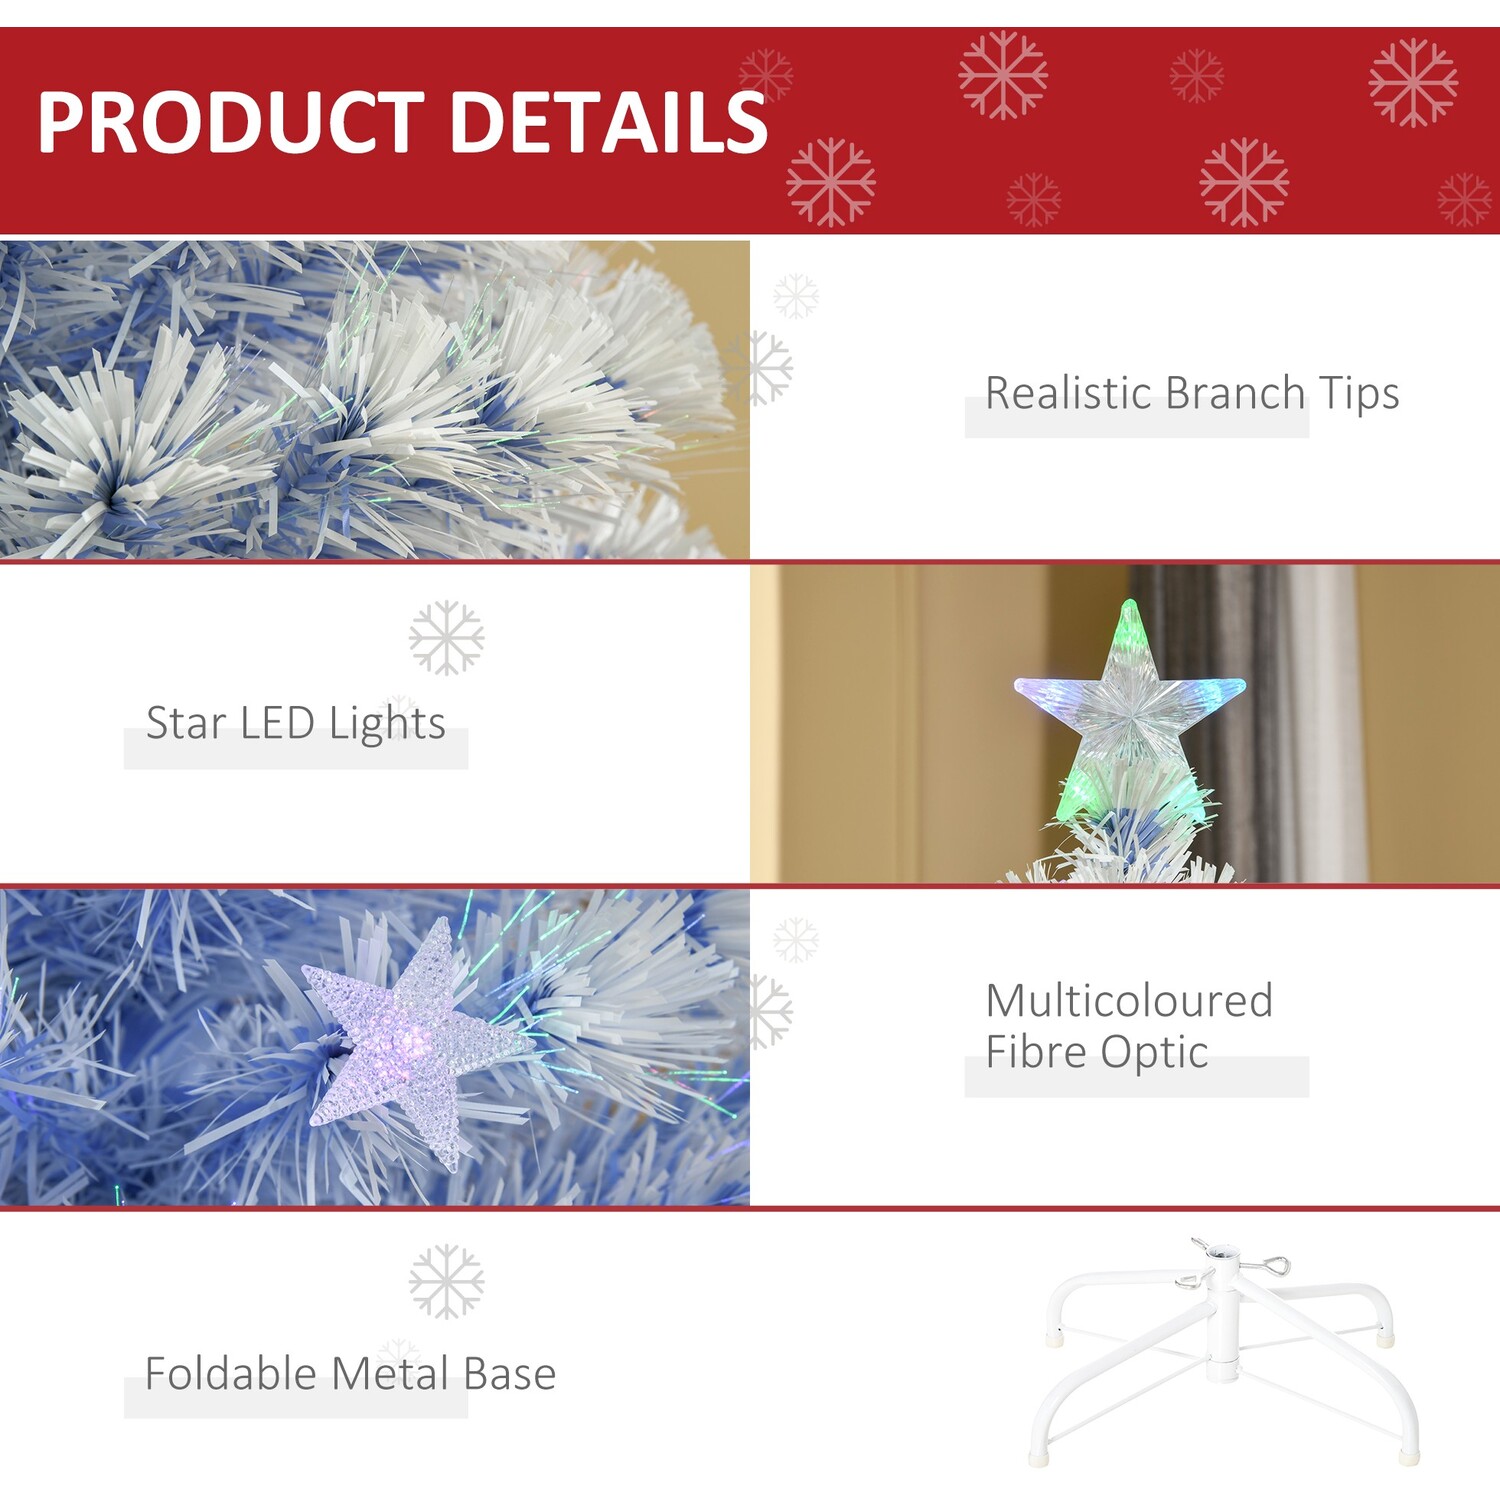 PRODUCT DETAILS
Realistic Branch Tips
Star LED Lights
Multicoloured
Fibre Optic
Foldable Metal Base